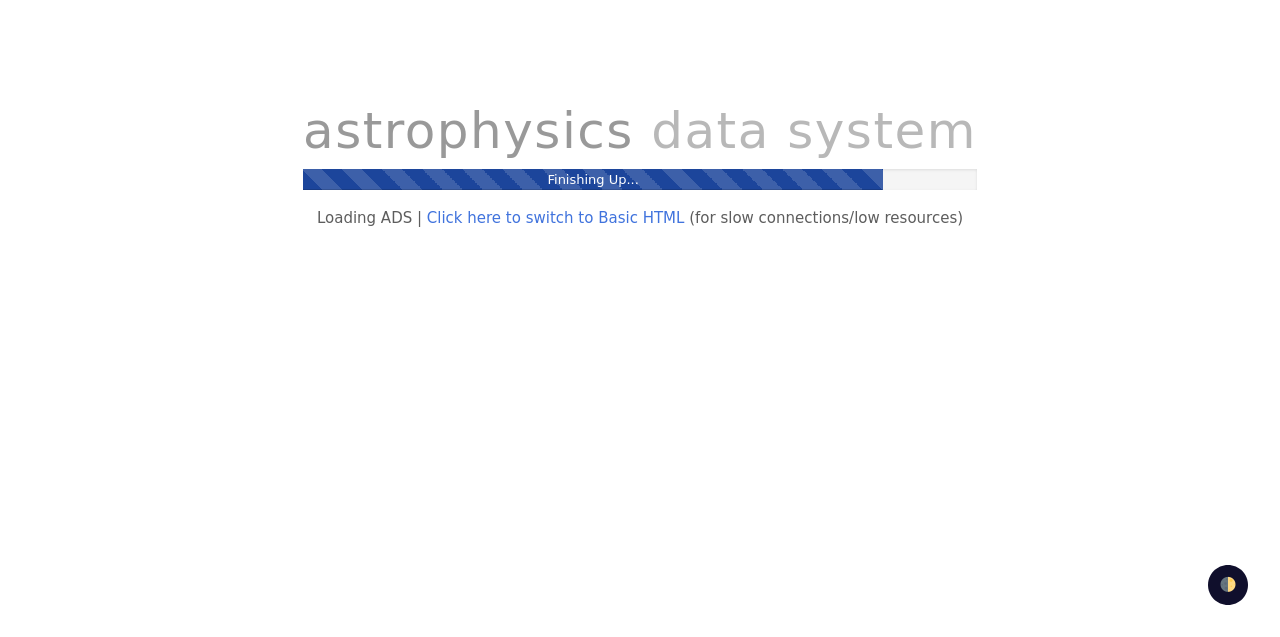 astrophysics data system
Finishing Up...
Loading ADS | Click here to switch to Basic HTML (for slow connections/low resources)